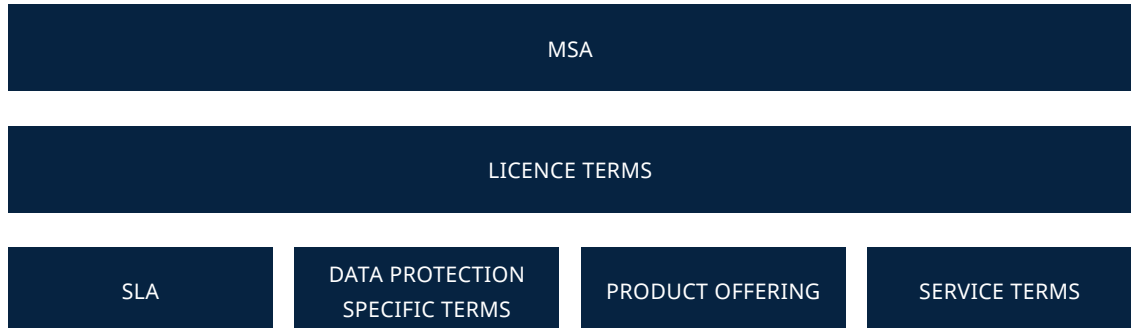 MSA
LICENCE TERMS
SLA
DATA PROTECTION
SPECIFIC TERMS
PRODUCT OFFERING
SERVICE TERMS